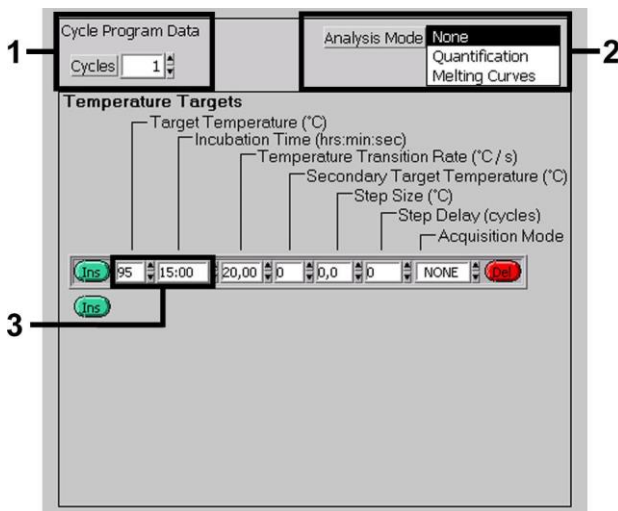 Cycle Program Data
Cycles 1
Analysis Mode None
Quantification
Melting Curves
1
2
Temperature Targets
Target Temperature (°C)
Incubation Time (hrs:min:sec)
Temperature Transition Rate (°C / s)
Secondary Target Temperature (°C)
Step Size (°C)
Step Delay (cycles)
Acquisition Mode
Ins 95 15:00 20,00 0 0,0 0 NONE Del
Ins
3